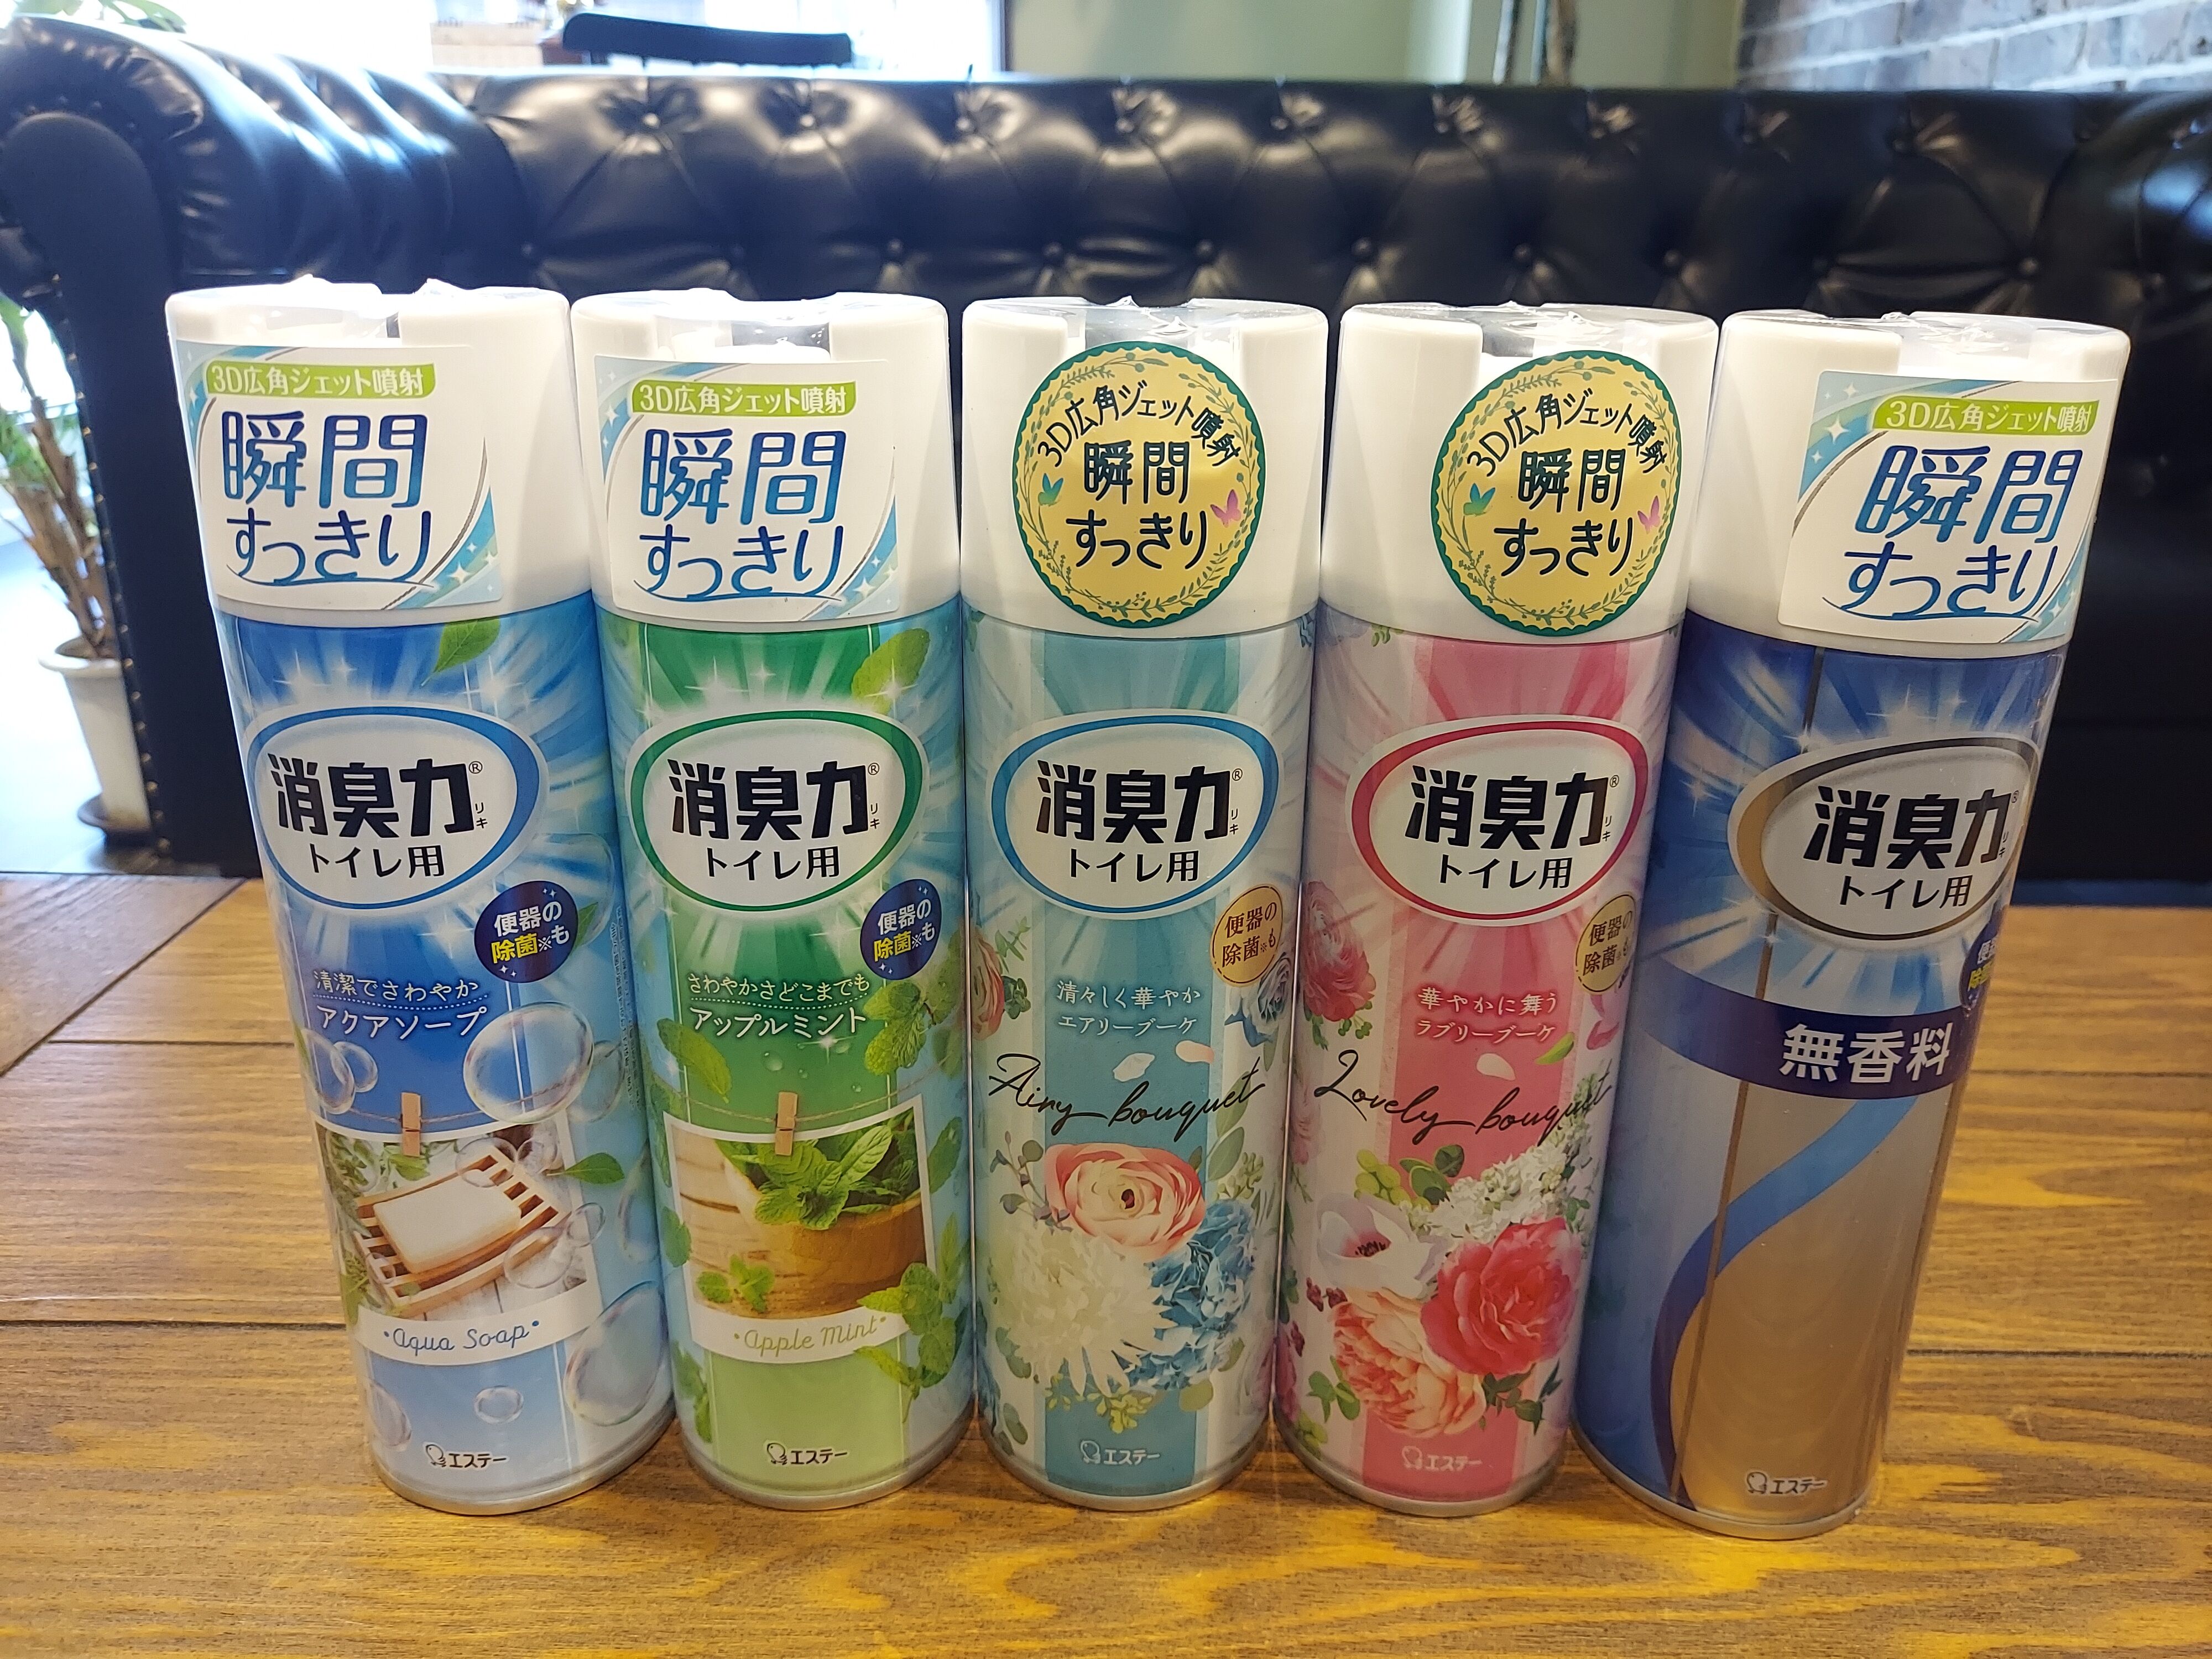 3D広角ジェット噴射
瞬間
すっきり
消臭力®
リキ
トイレ用
便器の
除菌※も
清潔でさわやか
アクアソープ
Aqua Soap
エステー
3D広角ジェット噴射
瞬間
すっきり
消臭力®
リキ
トイレ用
便器の
除菌※も
さわやかさどこまでも
アップルミント
Apple Mint
エステー
3D広角ジェット噴射
瞬間
すっきり
消臭力®
リキ
トイレ用
便器の
除菌※も
清々しく華やか
エアリーブーケ
Airy bouquet
エステー
3D広角ジェット噴射
瞬間
すっきり
消臭力®
リキ
トイレ用
便器の
除菌※も
華やかに舞う
ラブリーブーケ
Lovely bouquet
エステー
3D広角ジェット噴射
瞬間
すっきり
消臭力®
リキ
トイレ用
無香料
エステー